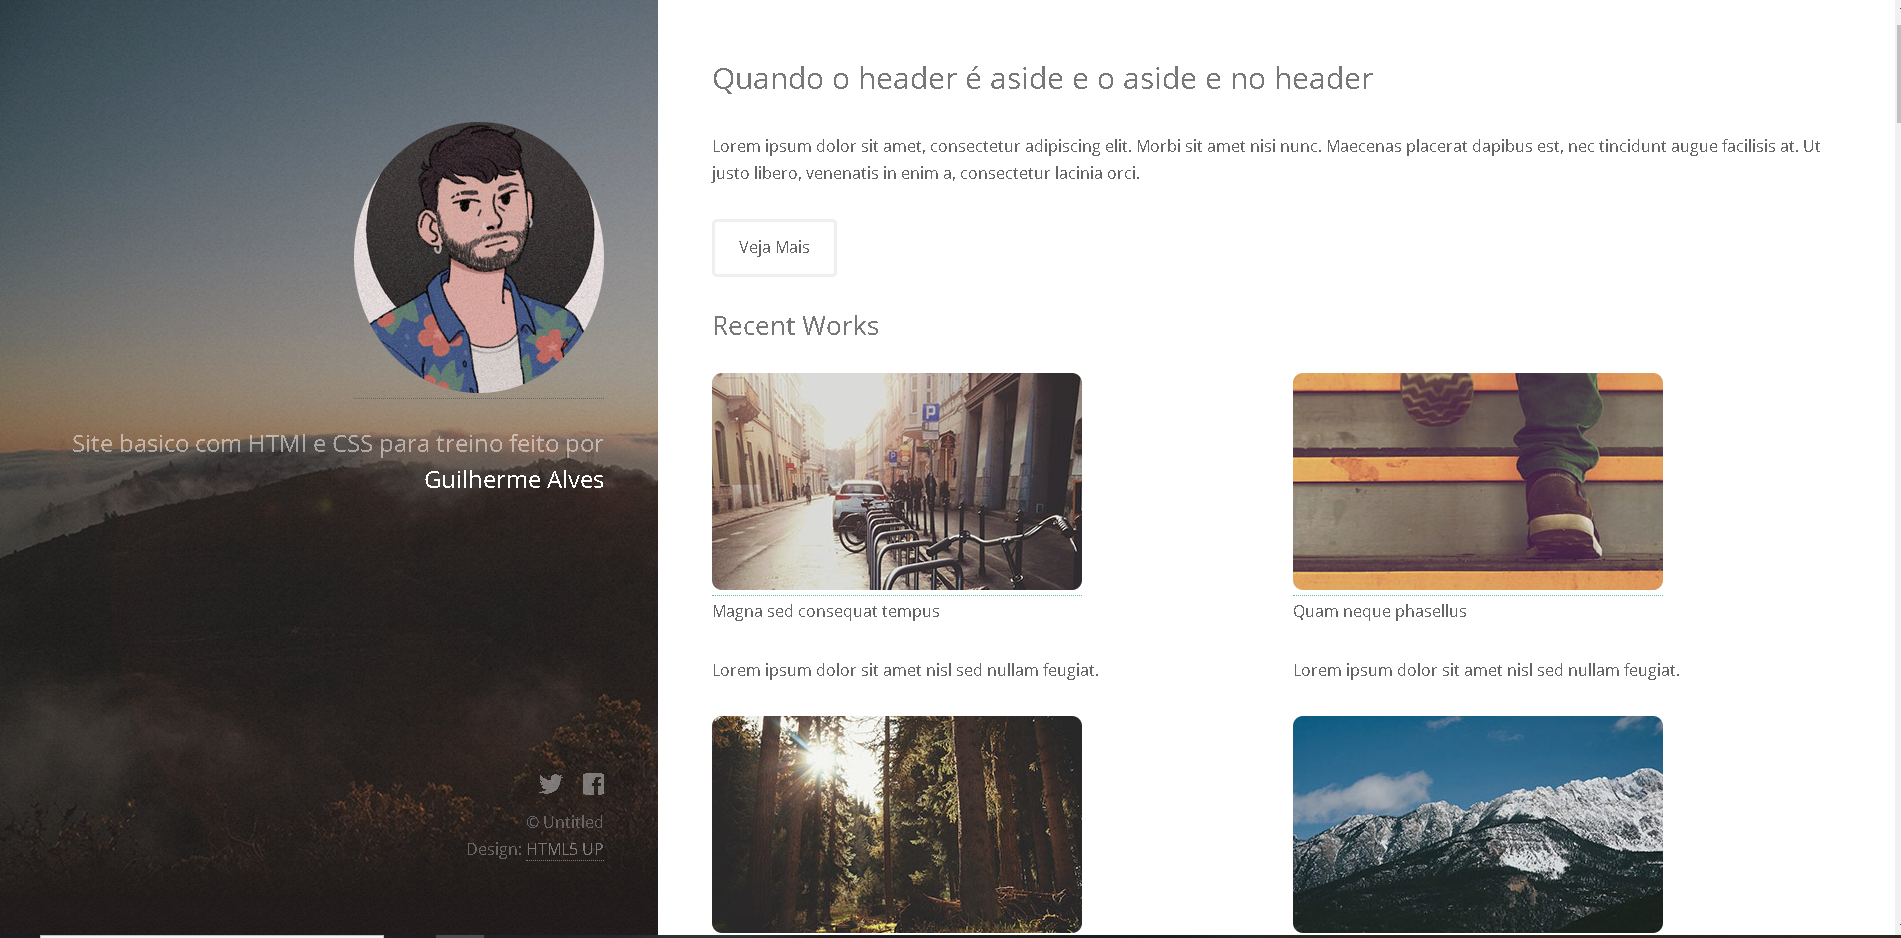 Site basico com HTMl e CSS para treino feito por
Guilherme Alves
© Untitled
Design: HTML5 UP
Quando o header é aside e o aside e no header
Lorem ipsum dolor sit amet, consectetur adipiscing elit. Morbi sit amet nisi nunc. Maecenas placerat dapibus est, nec tincidunt augue facilisis at. Ut
justo libero, venenatis in enim a, consectetur lacinia orci.
Veja Mais
Recent Works
P
P
Magna sed consequat tempus
Quam neque phasellus
Lorem ipsum dolor sit amet nisl sed nullam feugiat.
Lorem ipsum dolor sit amet nisl sed nullam feugiat.